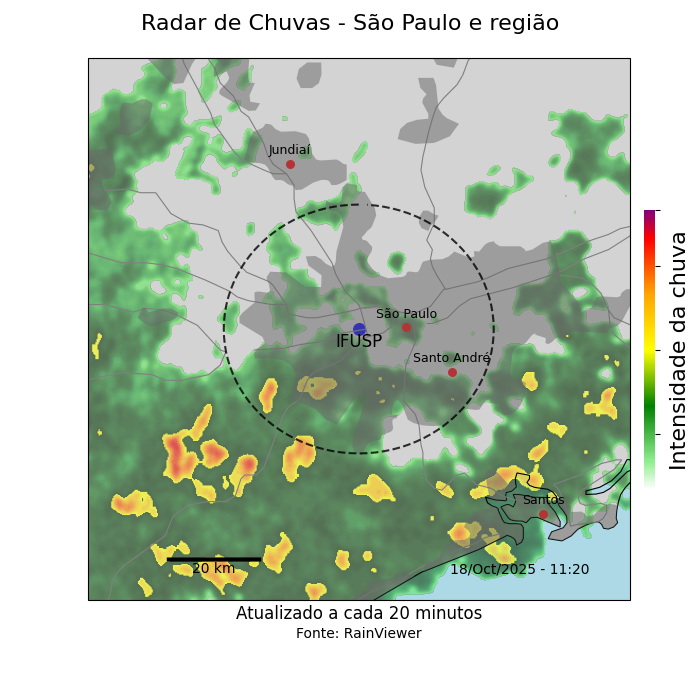 Radar de Chuvas - São Paulo e região
Jundiaí
São Paulo
IFUSP
Santo André
Santos
20 km
18/Oct/2025 - 11:20
Intensidade da chuva
Atualizado a cada 20 minutos
Fonte: RainViewer